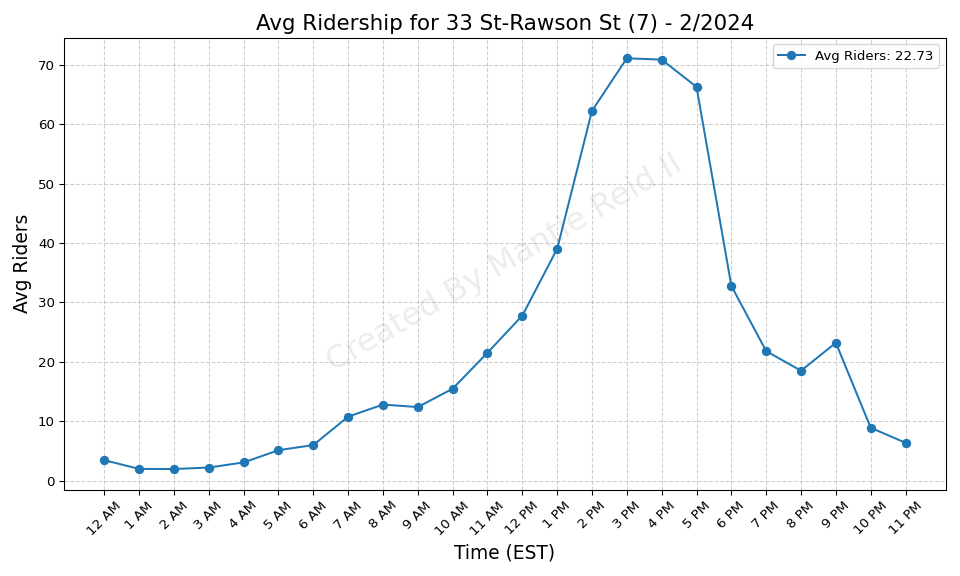 Avg Ridership for 33 St-Rawson St (7) - 2/2024
Avg Riders: 22.73
Avg Riders
70
60
50
40
30
20
10
0
Created By Mantie Reid II
12 AM
1 AM
2 AM
3 AM
4 AM
5 AM
6 AM
7 AM
8 AM
9 AM
10 AM
11 AM
12 PM
1 PM
2 PM
3 PM
4 PM
5 PM
6 PM
7 PM
8 PM
9 PM
10 PM
11 PM
Time (EST)